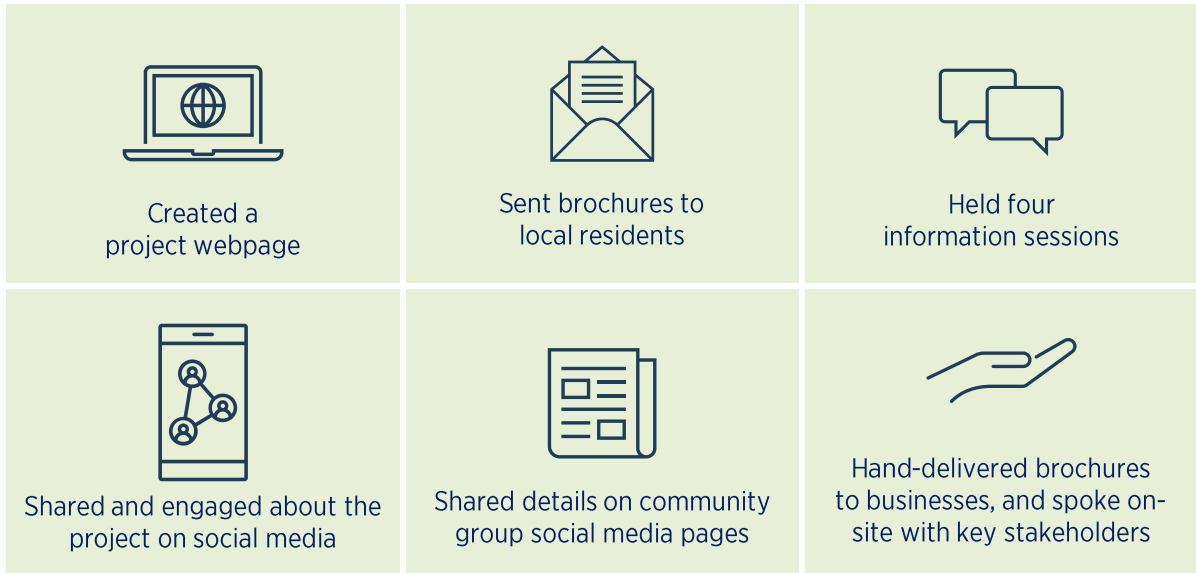 Created a
project webpage
Sent brochures to
local residents
Held four
information sessions
Shared and engaged about the
project on social media
Shared details on community
group social media pages
Hand-delivered brochures
to businesses, and spoke on-
site with key stakeholders